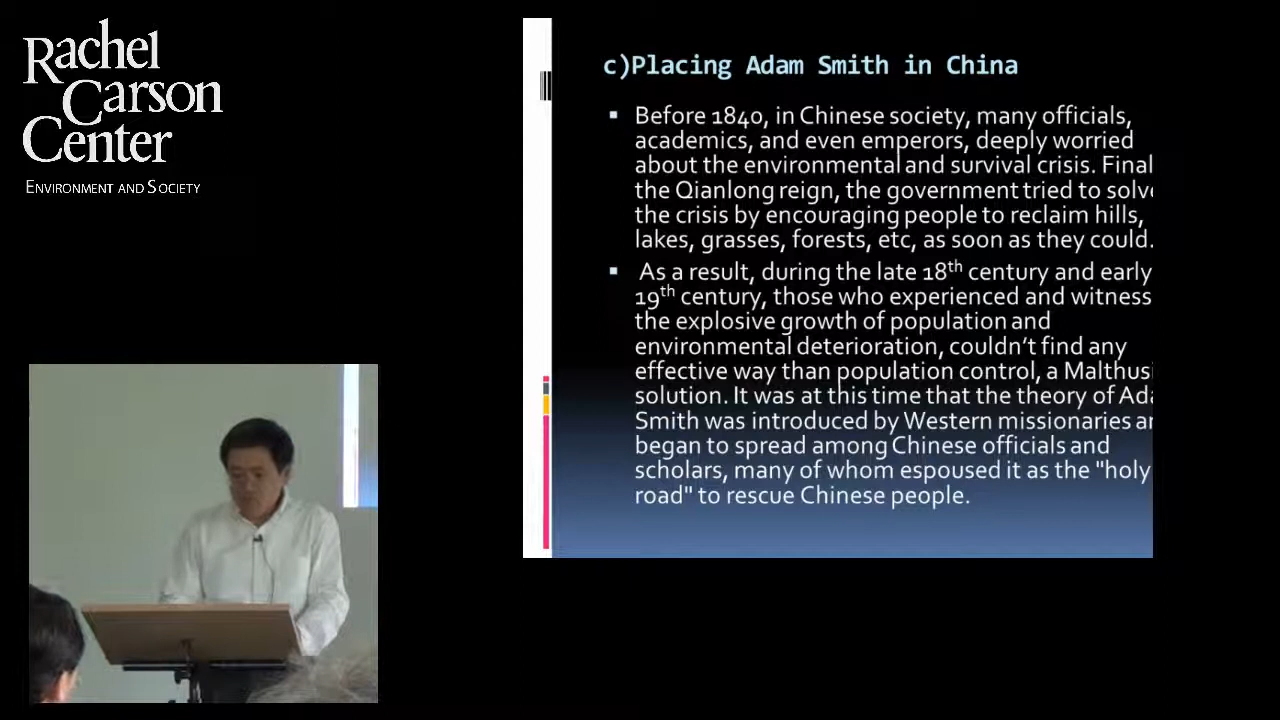 Rachel
Carson
Center
ENVIRONMENT AND SOCIETY
c)Placing Adam Smith in China
Before 1840, in Chinese society, many officials,
academics, and even emperors, deeply worried
about the environmental and survival crisis. Final
the Qianlong reign, the government tried to solve
the crisis by encouraging people to reclaim hills,
lakes, grasses, forests, etc, as soon as they could.
As a result, during the late 18th century and early
19th century, those who experienced and witness
the explosive growth of population and
environmental deterioration, couldn't find any
effective way than population control, a Malthusi
solution. It was at this time that the theory of Ada
Smith was introduced by Western missionaries an
began to spread among Chinese officials and
scholars, many of whom espoused it as the "holy
road" to rescue Chinese people.